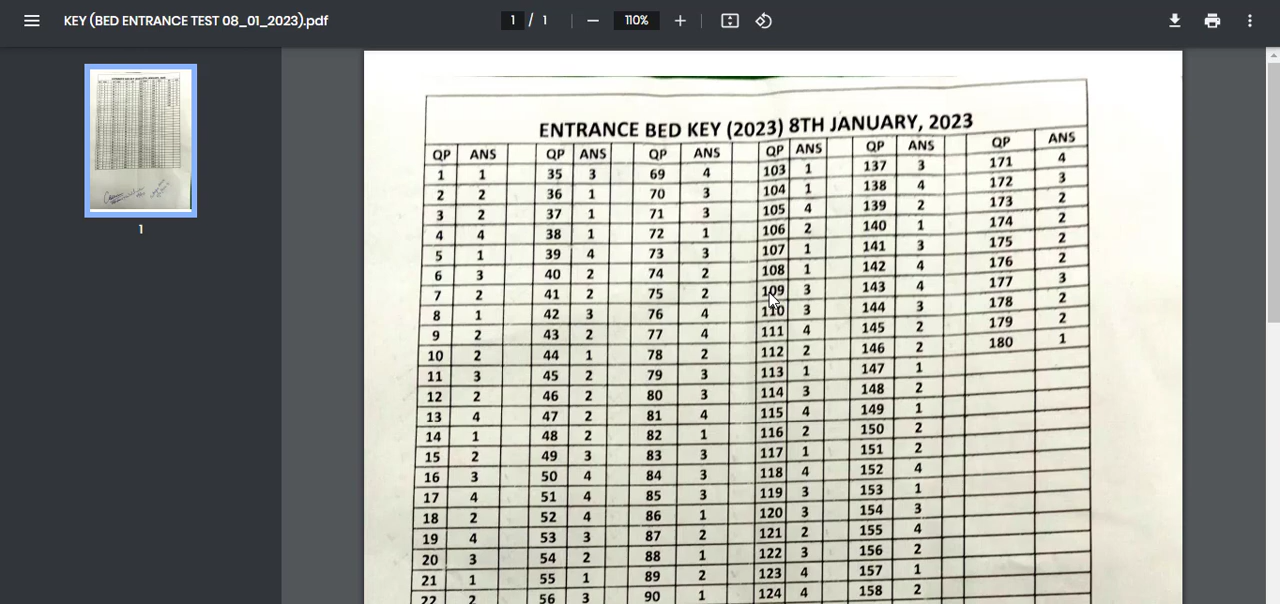 KEY (BED ENTRANCE TEST 08_01_2023).pdf 1 / 1 110%
1
ENTRANCE BED KEY (2023) 8TH JANUARY, 2023
QP ANS QP ANS QP ANS QP ANS QP ANS QP ANS
1 1 35 3 69 4 103 1 137 3 171 4
2 2 36 1 70 3 104 1 138 4 172 3
3 2 37 1 71 3 105 4 139 2 173 2
4 4 38 1 72 1 106 2 140 1 174 2
5 1 39 4 73 3 107 1 141 3 175 2
6 3 40 2 74 2 108 1 142 4 176 2
7 2 41 2 75 2 109 3 143 4 177 3
8 1 42 3 76 4 110 3 144 3 178 2
9 2 43 2 77 4 111 4 145 2 179 2
10 2 44 1 78 2 112 2 146 2 180 1
11 3 45 2 79 3 113 1 147 1
12 2 46 2 80 3 114 3 148 2
13 4 47 2 81 4 115 4 149 1
14 1 48 2 82 1 116 2 150 2
15 2 49 3 83 3 117 1 151 2
16 3 50 4 84 3 118 4 152 4
17 4 51 4 85 3 119 3 153 1
18 2 52 4 86 1 120 3 154 3
19 4 53 3 87 2 121 2 155 4
20 3 54 2 88 1 122 3 156 2
21 1 55 1 89 2 123 4 157 1
22 2 56 3 90 1 124 4 158 2